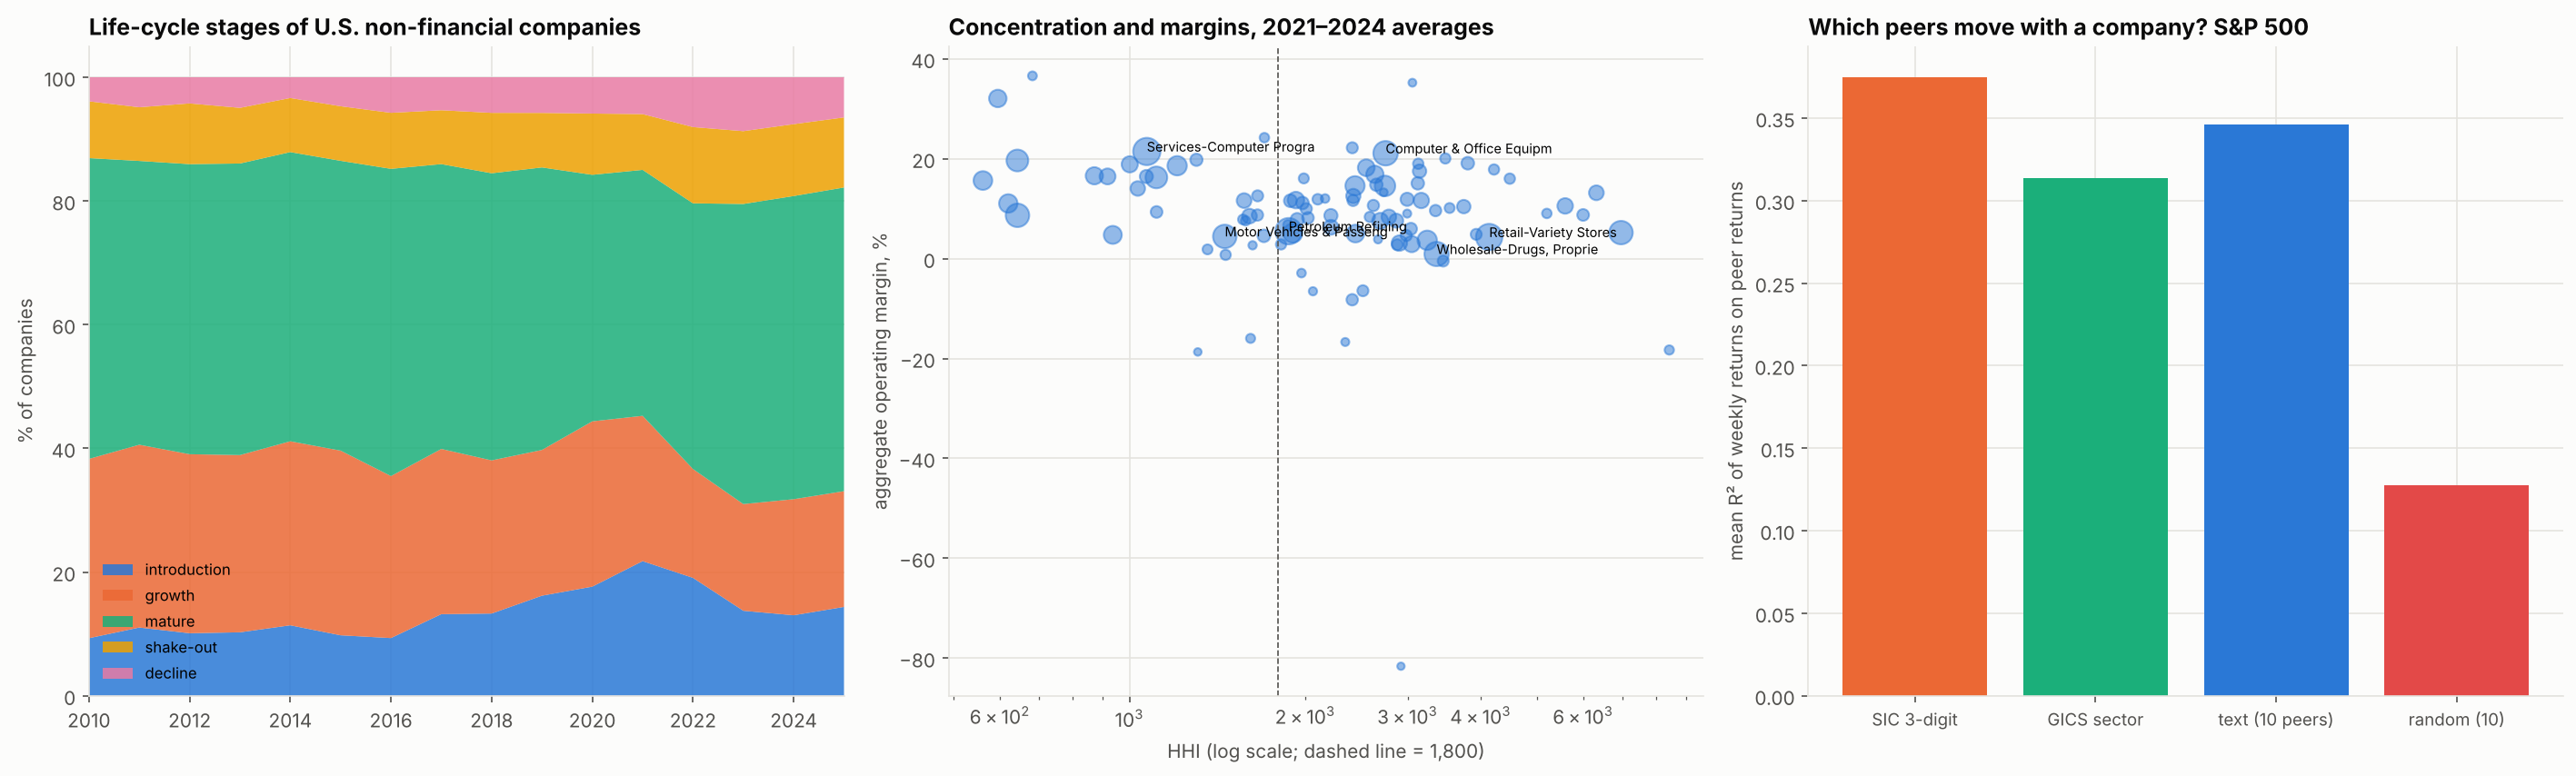 Life-cycle stages of U.S. non-financial companies
% of companies
100
80
60
40
20
0
introduction
growth
mature
shake-out
decline
2010 2012 2014 2016 2018 2020 2022 2024
Concentration and margins, 2021–2024 averages
aggregate operating margin, %
40
20
0
−20
−40
−60
−80
Services-Computer Progra
Computer & Office Equipm
Petroleum Refining
Motor Vehicles & Passeng
Retail-Variety Stores
Wholesale-Drugs, Proprie
6 × 10² 10³ 2 × 10³ 3 × 10³ 4 × 10³ 6 × 10³
HHI (log scale; dashed line = 1,800)
Which peers move with a company? S&P 500
mean R² of weekly returns on peer returns
0.35
0.30
0.25
0.20
0.15
0.10
0.05
0.00
SIC 3-digit GICS sector text (10 peers) random (10)